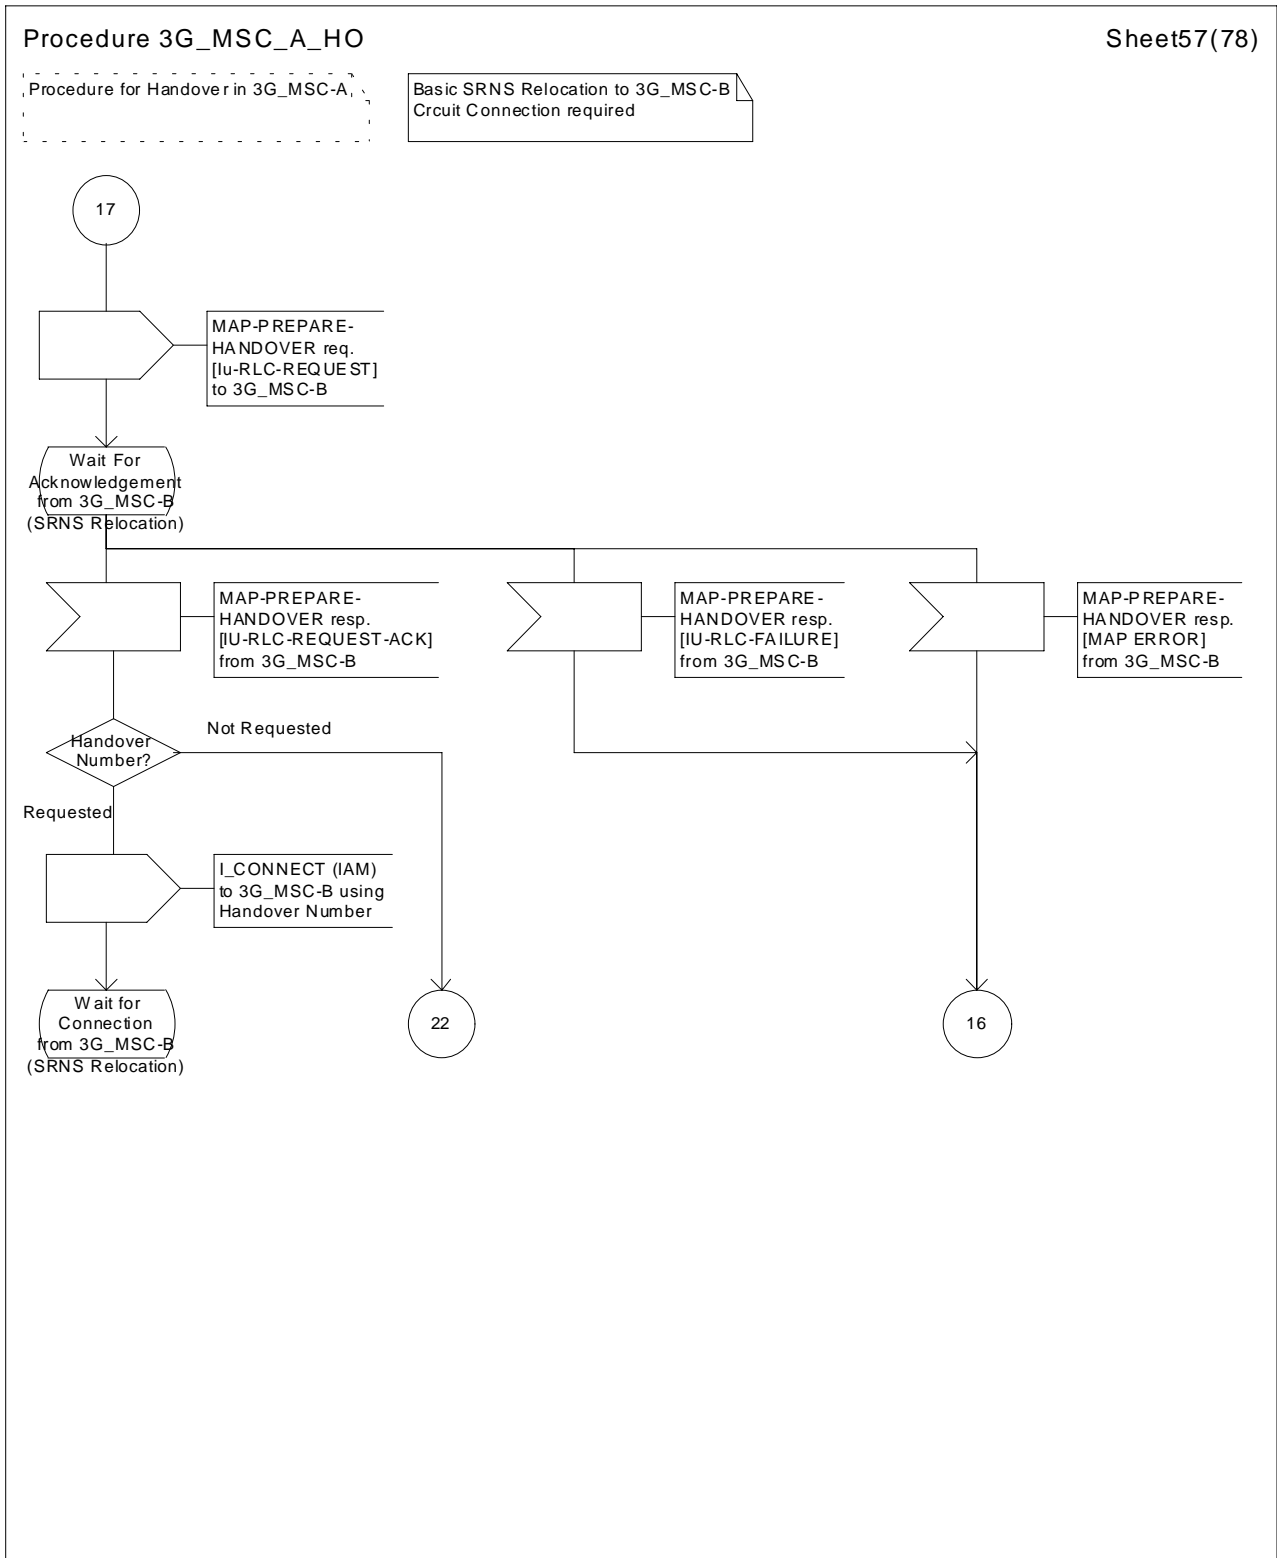 Procedure 3G_MSC_A_HO
Sheet57(78)
Procedure for Handover in 3G_MSC-A
Basic SRNS Relocation to 3G_MSC-B
Crcuit Connection required
17
MAP-PREPARE-
HANDOVER req.
[Iu-RLC-REQUEST]
to 3G_MSC-B
Wait For
Acknowledgement
from 3G_MSC-B
(SRNS Relocation)
MAP-PREPARE-
HANDOVER resp.
[IU-RLC-REQUEST-ACK]
from 3G_MSC-B
MAP-PREPARE-
HANDOVER resp.
[IU-RLC-FAILURE]
from 3G_MSC-B
MAP-PREPARE-
HANDOVER resp.
[MAP ERROR]
from 3G_MSC-B
Handover
Number?
Not Requested
Requested
I_CONNECT (IAM)
to 3G_MSC-B using
Handover Number
Wait for
Connection
from 3G_MSC-B
(SRNS Relocation)
22
16